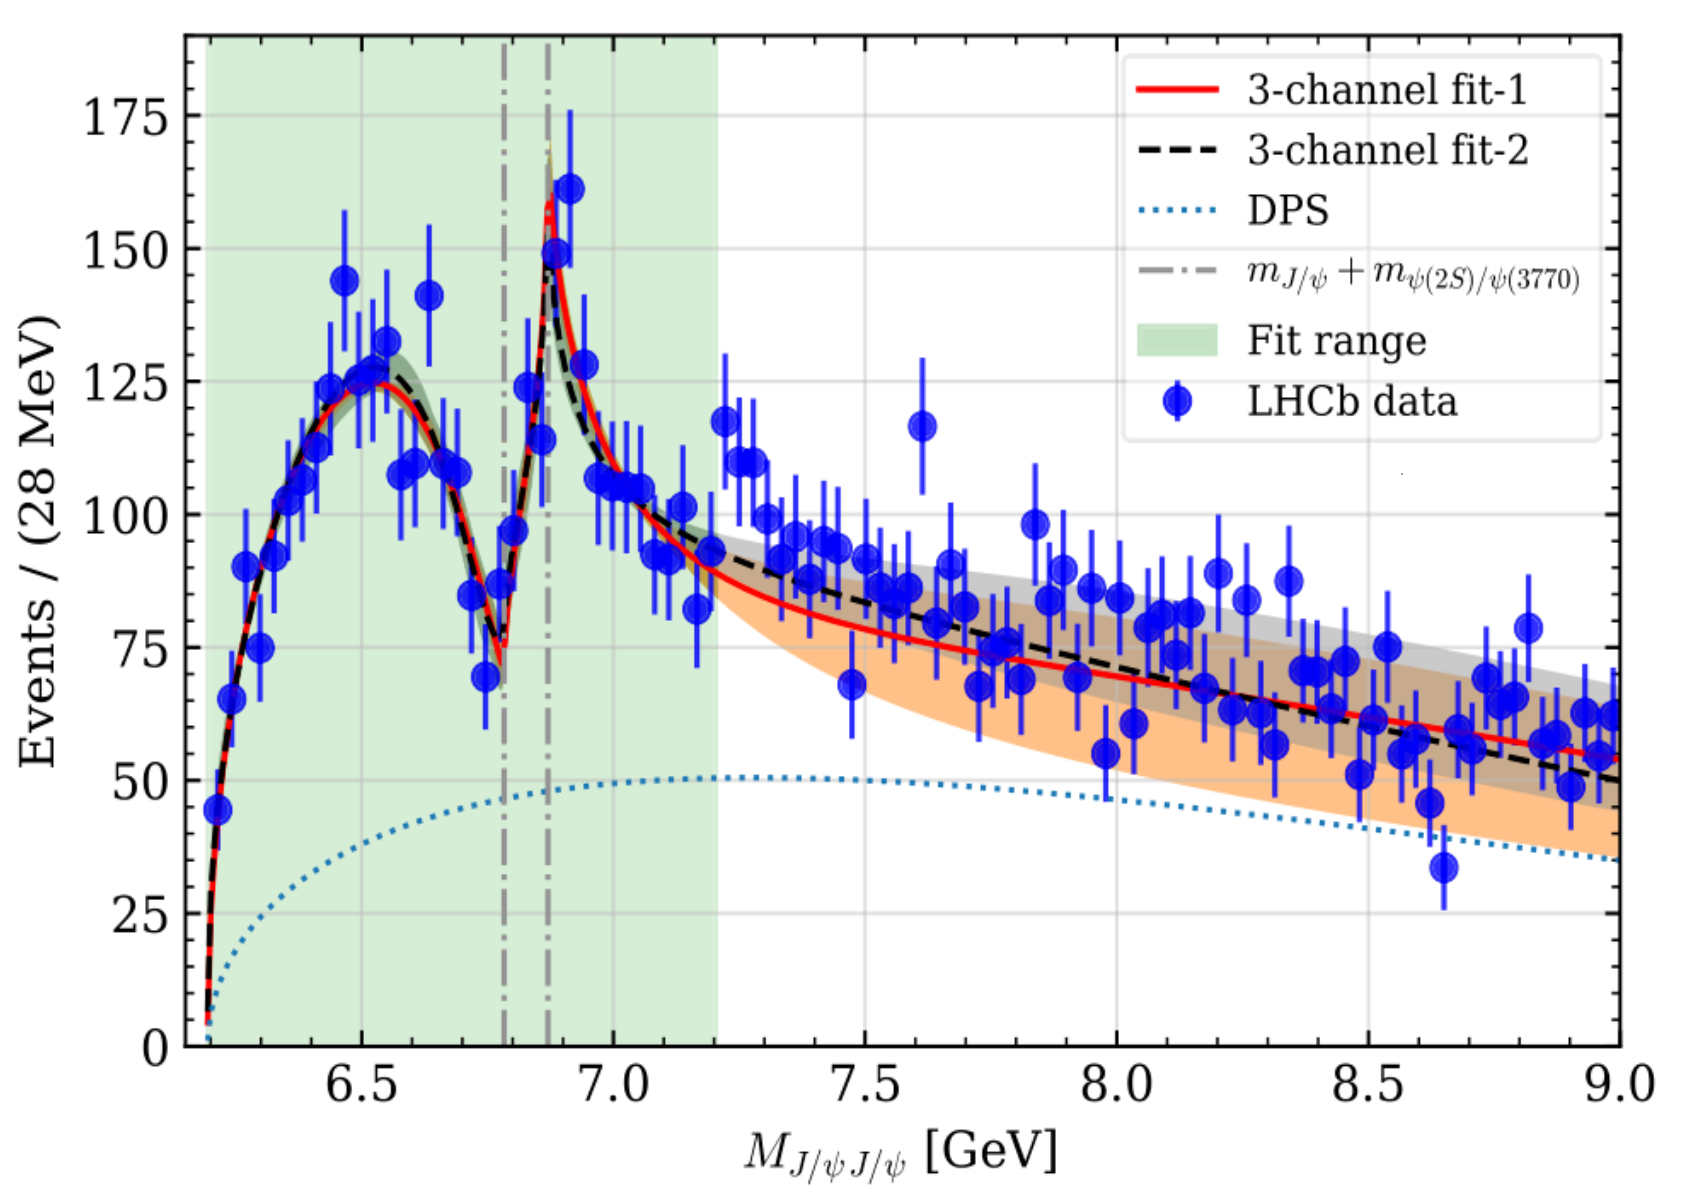 Events / (28 MeV)
175
150
125
100
75
50
25
0
3-channel fit-1
3-channel fit-2
DPS
m_{J/ψ} + m_{ψ(2S)/ψ(3770)}
Fit range
LHCb data
6.5 7.0 7.5 8.0 8.5 9.0
M_{J/ψJ/ψ} [GeV]